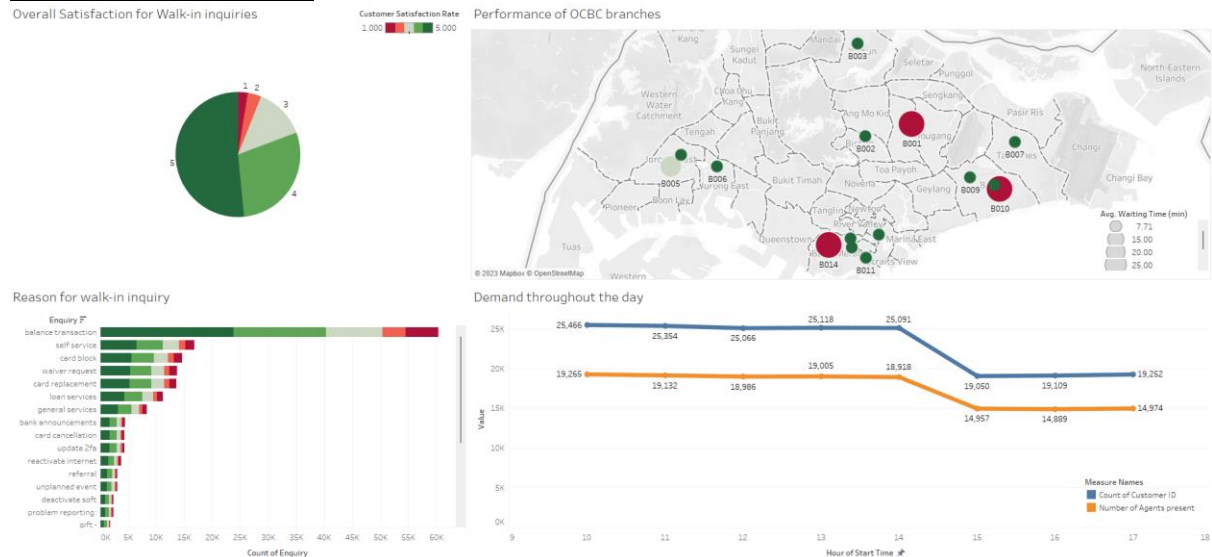 Overall Satisfaction for Walk-in inquiries
Customer Satisfaction Rate
1.000 5.000
1 2
3
4
5
Performance of OCBC branches
Kang
Sungei
Kadut
Mandai
B003
Seletar
Punggol
North-Eastern
Islands
Western
Water
Catchment
Choa Chu
Kang
Sengkang
Ang Mo Kio
Pasir Ris
Tengah
Bukit
Panjang
B001
B002
B007
Changi
B005
B006
Jurong East
Bukit Timah
Toa Payoh
Novena
Geylang
B009
B010
Changi Bay
Pioneer
Boon Lay
Tanglin
Newton
River Valley
Queenstown
Marina East
Tuas
B014
B011
Straits View
Western
Avg. Waiting Time (min)
7.71
15.00
20.00
25.00
© 2023 Mapbox © OpenStreetMap
Reason for walk-in inquiry
Enquiry
balance transaction
self service
card block
waiver request
card replacement
loan services
general services
bank announcements
card cancellation
update 2fa
reactivate internet
referral
unplanned event
deactivate soft
problem reporting:
gift -
0K 5K 10K 15K 20K 25K 30K 35K 40K 45K 50K 55K 60K
Count of Enquiry
Demand throughout the day
25K
20K
15K
10K
5K
0K
Value
25,466
25,354
25,066
25,118
25,091
19,050
19,109
19,252
19,265
19,132
18,986
19,005
18,918
14,957
14,889
14,974
Measure Names
Count of Customer ID
Number of Agents present
9 10 11 12 13 14 15 16 17 18
Hour of Start Time